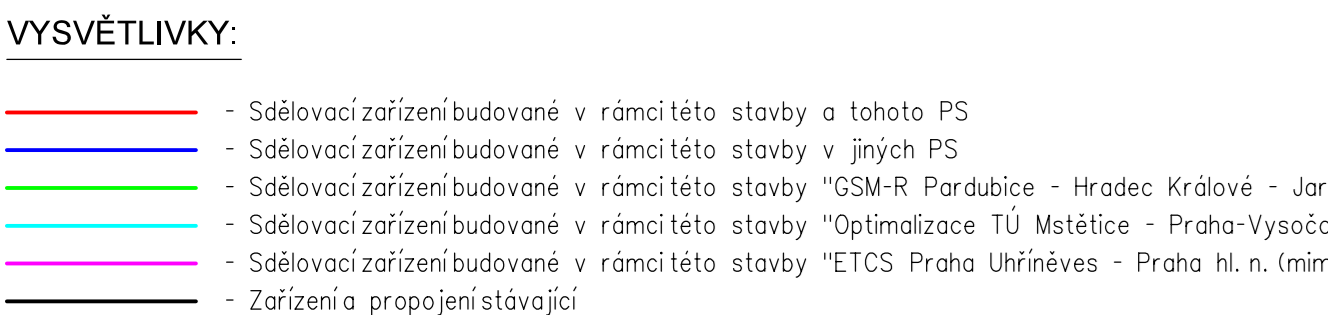 VYSVĚTLIVKY:
- Sdělovací zařízení budované v rámci této stavby a tohoto PS
- Sdělovací zařízení budované v rámci této stavby v jiných PS
- Sdělovací zařízení budované v rámci této stavby "GSM-R Pardubice - Hradec Králové - Jar
- Sdělovací zařízení budované v rámci této stavby "Optimalizace TÚ Mstětice - Praha-Vysočo
- Sdělovací zařízení budované v rámci této stavby "ETCS Praha Uhříněves - Praha hl. n. (mim
- Zařízení a propojení stávající